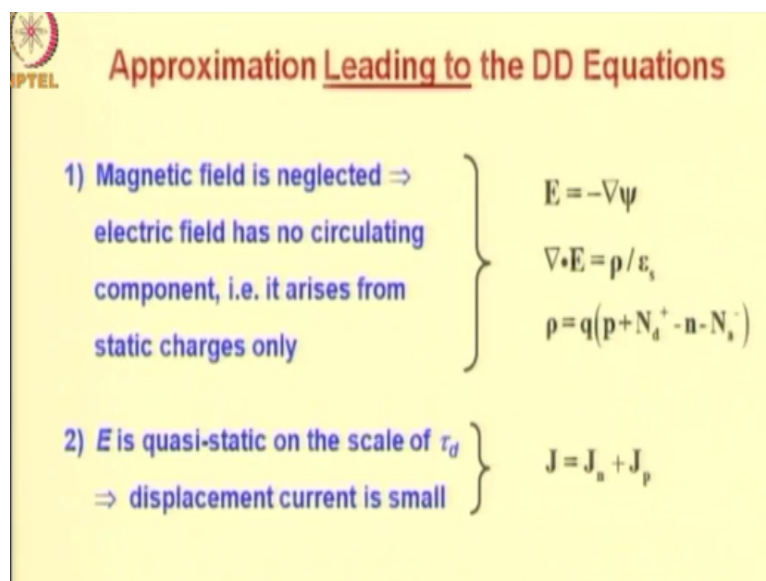 PTEL
Approximation Leading to the DD Equations
1) Magnetic field is neglected ⇒
electric field has no circulating
component, i.e. it arises from
static charges only
E = −∇ψ
∇•E = ρ / εₛ
ρ = q(p + N_d⁺ - n - N_a⁻)
2) E is quasi-static on the scale of τ_d
⇒ displacement current is small
J = J_n + J_p